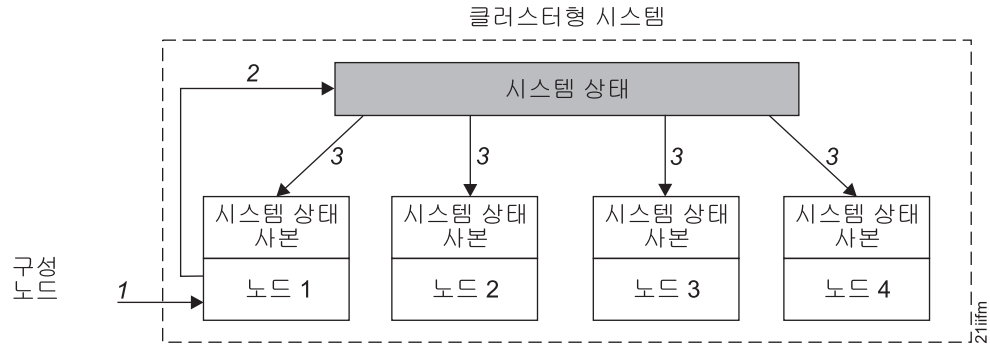 클러스터형 시스템
2
시스템 상태
3
3
3
3
시스템 상태
사본
시스템 상태
사본
시스템 상태
사본
시스템 상태
사본
구성
노드
1
노드 1
노드 2
노드 3
노드 4
21iifm